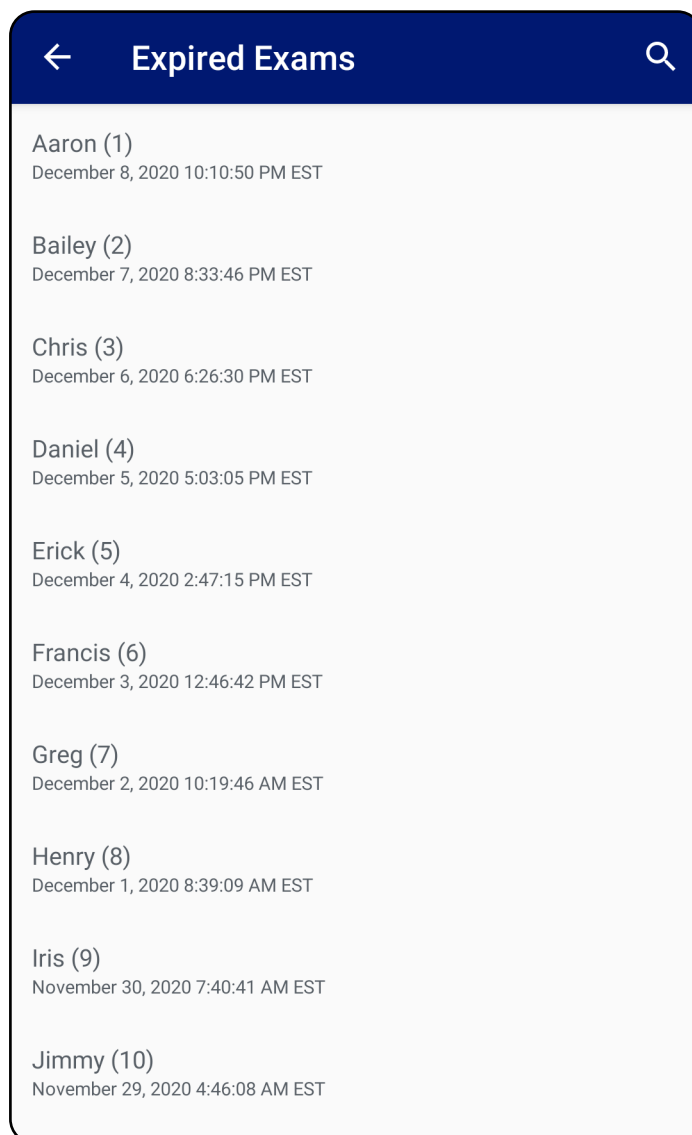 Expired Exams
Aaron (1)
December 8, 2020 10:10:50 PM EST
Bailey (2)
December 7, 2020 8:33:46 PM EST
Chris (3)
December 6, 2020 6:26:30 PM EST
Daniel (4)
December 5, 2020 5:03:05 PM EST
Erick (5)
December 4, 2020 2:47:15 PM EST
Francis (6)
December 3, 2020 12:46:42 PM EST
Greg (7)
December 2, 2020 10:19:46 AM EST
Henry (8)
December 1, 2020 8:39:09 AM EST
Iris (9)
November 30, 2020 7:40:41 AM EST
Jimmy (10)
November 29, 2020 4:46:08 AM EST